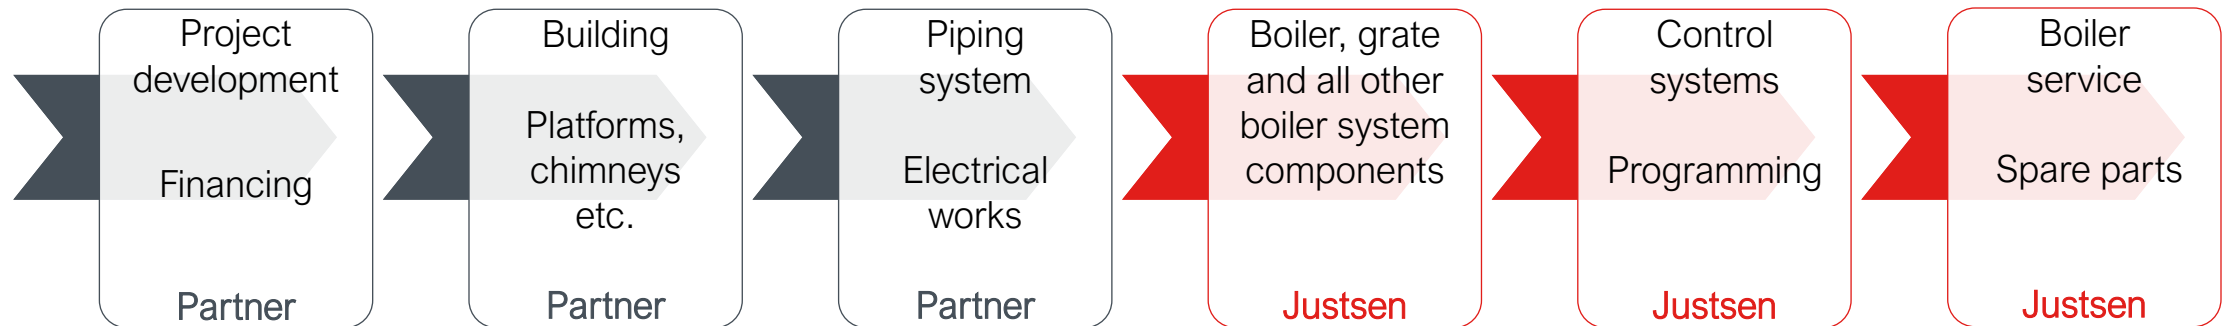 Project
development
Financing
Partner
Building
Platforms,
chimneys
etc.
Partner
Piping
system
Electrical
works
Partner
Boiler, grate
and all other
boiler system
components
Justsen
Control
systems
Programming
Justsen
Boiler
service
Spare parts
Justsen